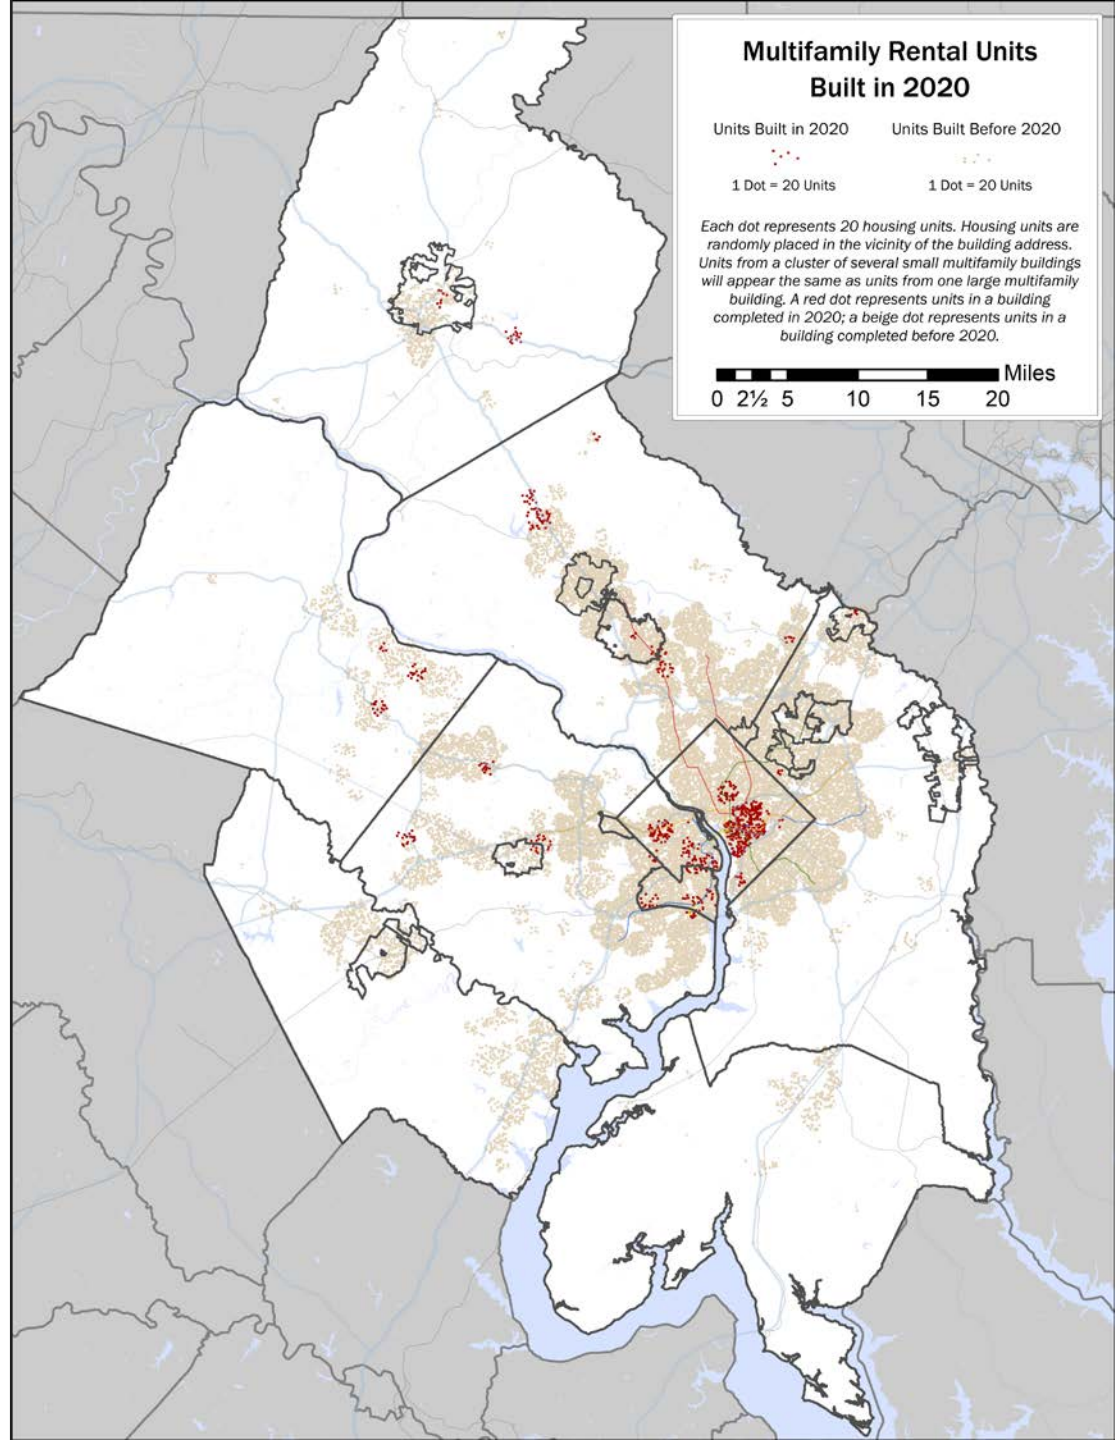 Multifamily Rental Units
Built in 2020
Units Built in 2020 Units Built Before 2020
1 Dot = 20 Units 1 Dot = 20 Units
Each dot represents 20 housing units. Housing units are
randomly placed in the vicinity of the building address.
Units from a cluster of several small multifamily buildings
will appear the same as units from one large multifamily
building. A red dot represents units in a building
completed in 2020; a beige dot represents units in a
building completed before 2020.
Miles
0 2½ 5 10 15 20